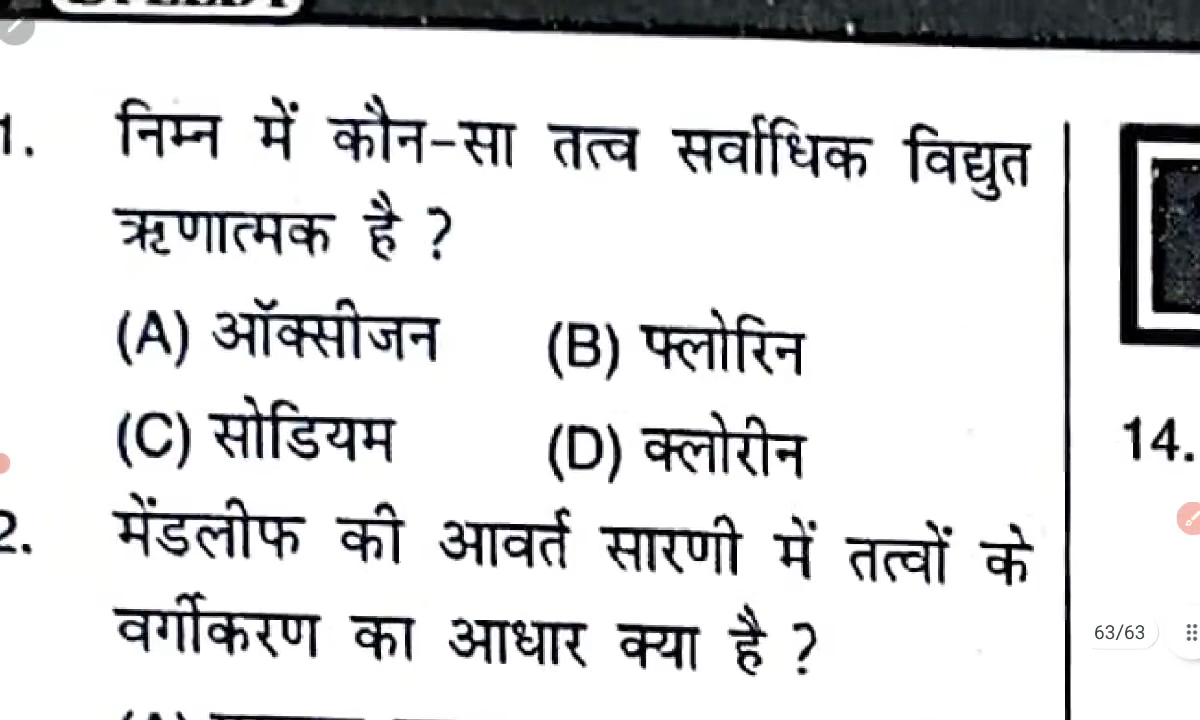 1. निम्न में कौन-सा तत्व सर्वाधिक विद्युत
ऋणात्मक है ?
(A) ऑक्सीजन (B) फ्लोरिन
(C) सोडियम (D) क्लोरीन
2. मेंडलीफ की आवर्त सारणी में तत्वों के
वर्गीकरण का आधार क्या है ?
14.
63/63